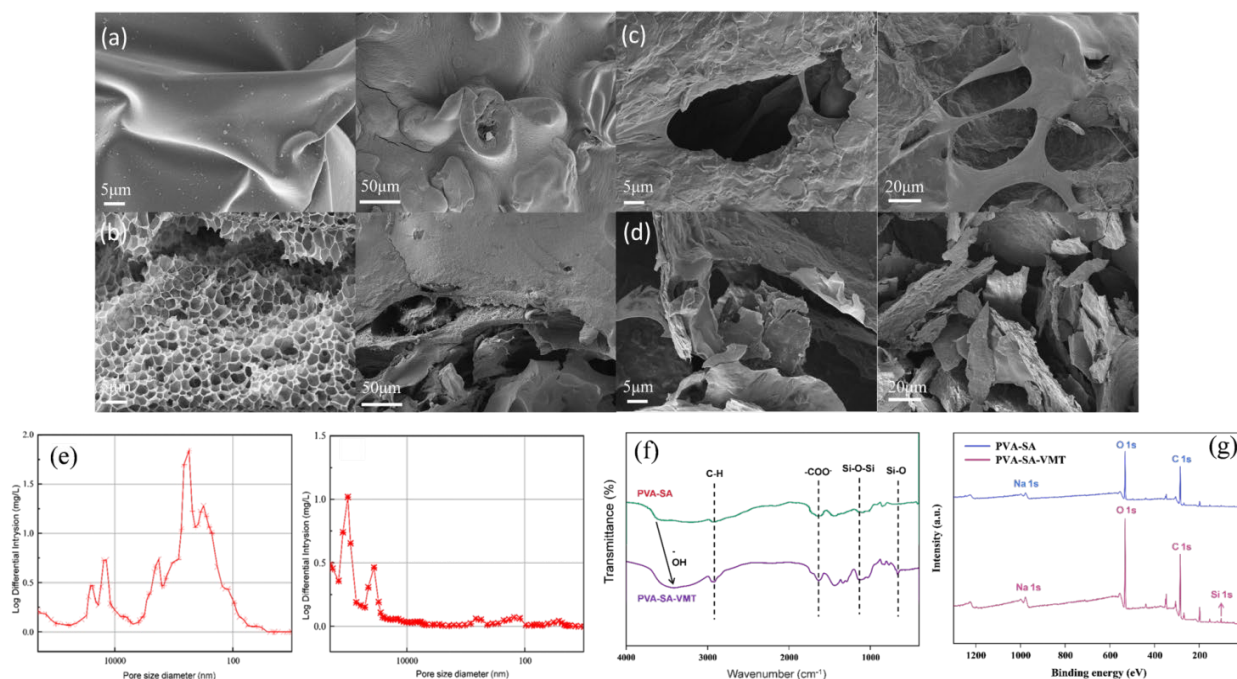 (a)
5μm
50μm
(c)
5μm
20μm
(b)
5μm
50μm
(d)
5μm
20μm
(e)
2.0
1.5
1.0
0.5
0.0
Log Differential Intrusion (mg/L)
10000
100
Pore size diameter (nm)
1.5
1.0
0.5
0.0
Log Differential Intrusion (mg/L)
10000
100
Pore size diameter (nm)
(f)
C-H
-COO-
Si-O-Si
Si-O
PVA-SA
-OH
PVA-SA-VMT
Transmittance (%)
4000
3000
2000
1000
Wavenumber (cm⁻¹)
(g)
PVA-SA
PVA-SA-VMT
O 1s
C 1s
Na 1s
O 1s
C 1s
Na 1s
Si 1s
Intensity (a.u.)
1200
1000
800
600
400
200
0
Binding energy (eV)